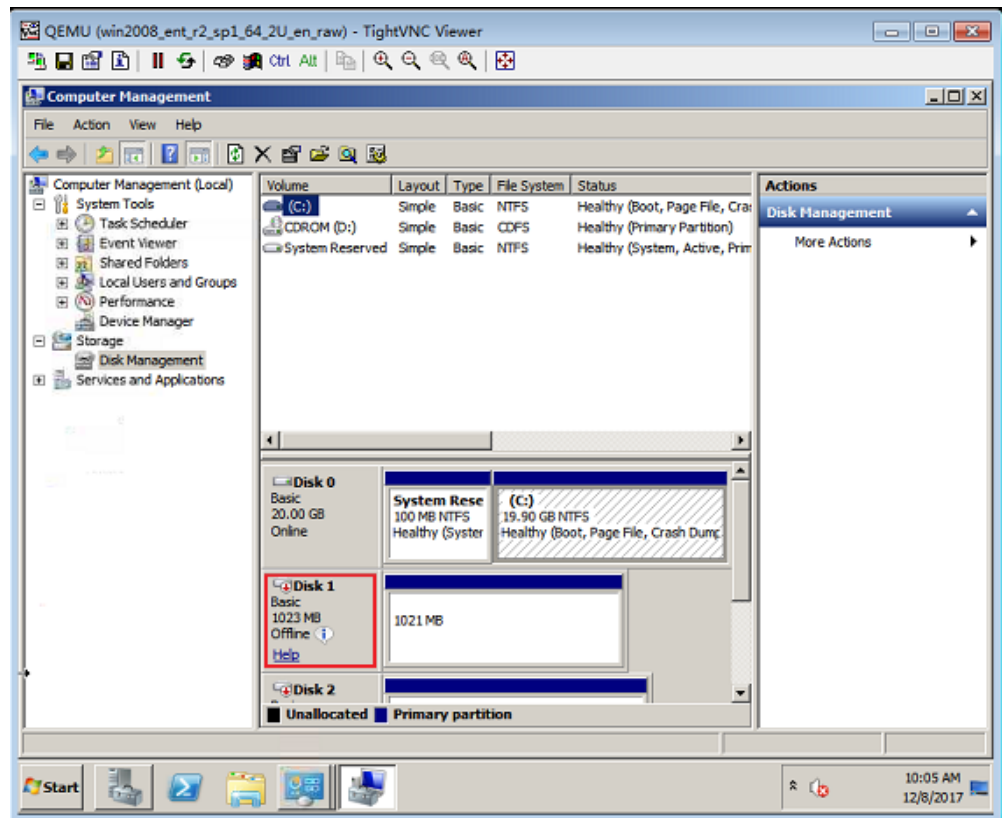 QEMU (win2008_ent_r2_sp1_64_2U_en_raw) - TightVNC Viewer
Ctrl Alt
Computer Management
File Action View Help
Computer Management (Local)
System Tools
Task Scheduler
Event Viewer
Shared Folders
Local Users and Groups
Performance
Device Manager
Storage
Disk Management
Services and Applications
Volume Layout Type File System Status
(C:) Simple Basic NTFS Healthy (Boot, Page File, Cra
CDROM (D:) Simple Basic CDFS Healthy (Primary Partition)
System Reserved Simple Basic NTFS Healthy (System, Active, Prim
Actions
Disk Management
More Actions
Disk 0
Basic
20.00 GB
Online
System Rese
100 MB NTFS
Healthy (Syster
(C:)
19.90 GB NTFS
Healthy (Boot, Page File, Crash Dump
Disk 1
Basic
1023 MB
Offline
Help
1021 MB
Disk 2
Unallocated Primary partition
Start
10:05 AM
12/8/2017